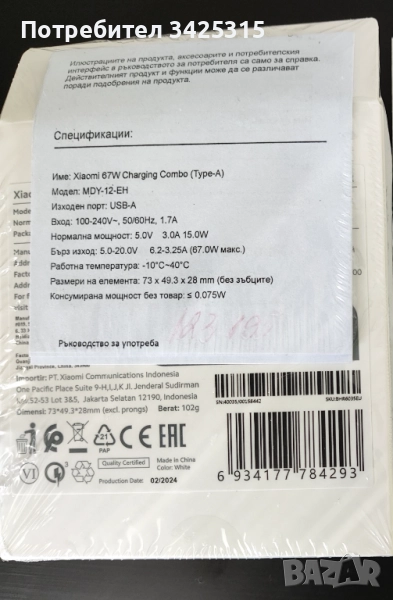 Потребител 3425315
Илюстрациите на продукта, аксесоарите и потребителския
интерфейс в ръководството за потребителя са само за справка.
Действителният продукт и функции може да се различават
поради подобрения на продукта.
Спецификации:
Име: Xiaomi 67W Charging Combo (Type-A)
Модел: MDY-12-EH
Изходен порт: USB-A
Вход: 100-240V~, 50/60Hz, 1.7A
Нормална мощност: 5.0V 3.0A 15.0W
Бърз изход: 5.0-20.0V 6.2-3.25A (67.0W макс.)
Работна температура: -10°C~40°C
Размери на елемента: 73 x 49.3 x 28 mm (без зъбците)
Консумирана мощност без товар: ≤ 0.075W
Ръководство за употреба
Importir: PT. Xiaomi Communications Indonesia
One Pacific Place Suite 9-H,I,J,K Jl. Jenderal Sudirman
52-53 Lot 3&5, Jakarta Selatan 12190, Indonesia
Dimensi: 73*49.3*28mm (excl. prongs) Berat: 102g
21
PAP
CE
EAC
VI
3
Quality Certified
Made in China
Color: White
Production Date: 02/2024
6 934177 784293
BAZAR